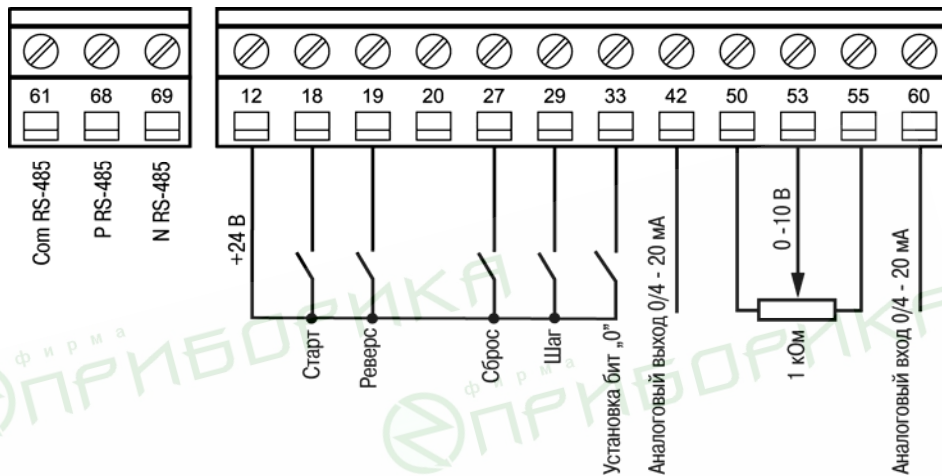 61 68 69 12 18 19 20 27 29 33 42 50 53 55 60
Com RS-485
P RS-485
N RS-485
+24 В
Старт
Реверс
Сброс
Шаг
Установка бит „0”
Аналоговый выход 0/4 - 20 мА
0 -10 В
1 кОм
Аналоговый вход 0/4 - 20 мА
фирма
ПРИБОРИКА
фирма
ПРИБОРИКА